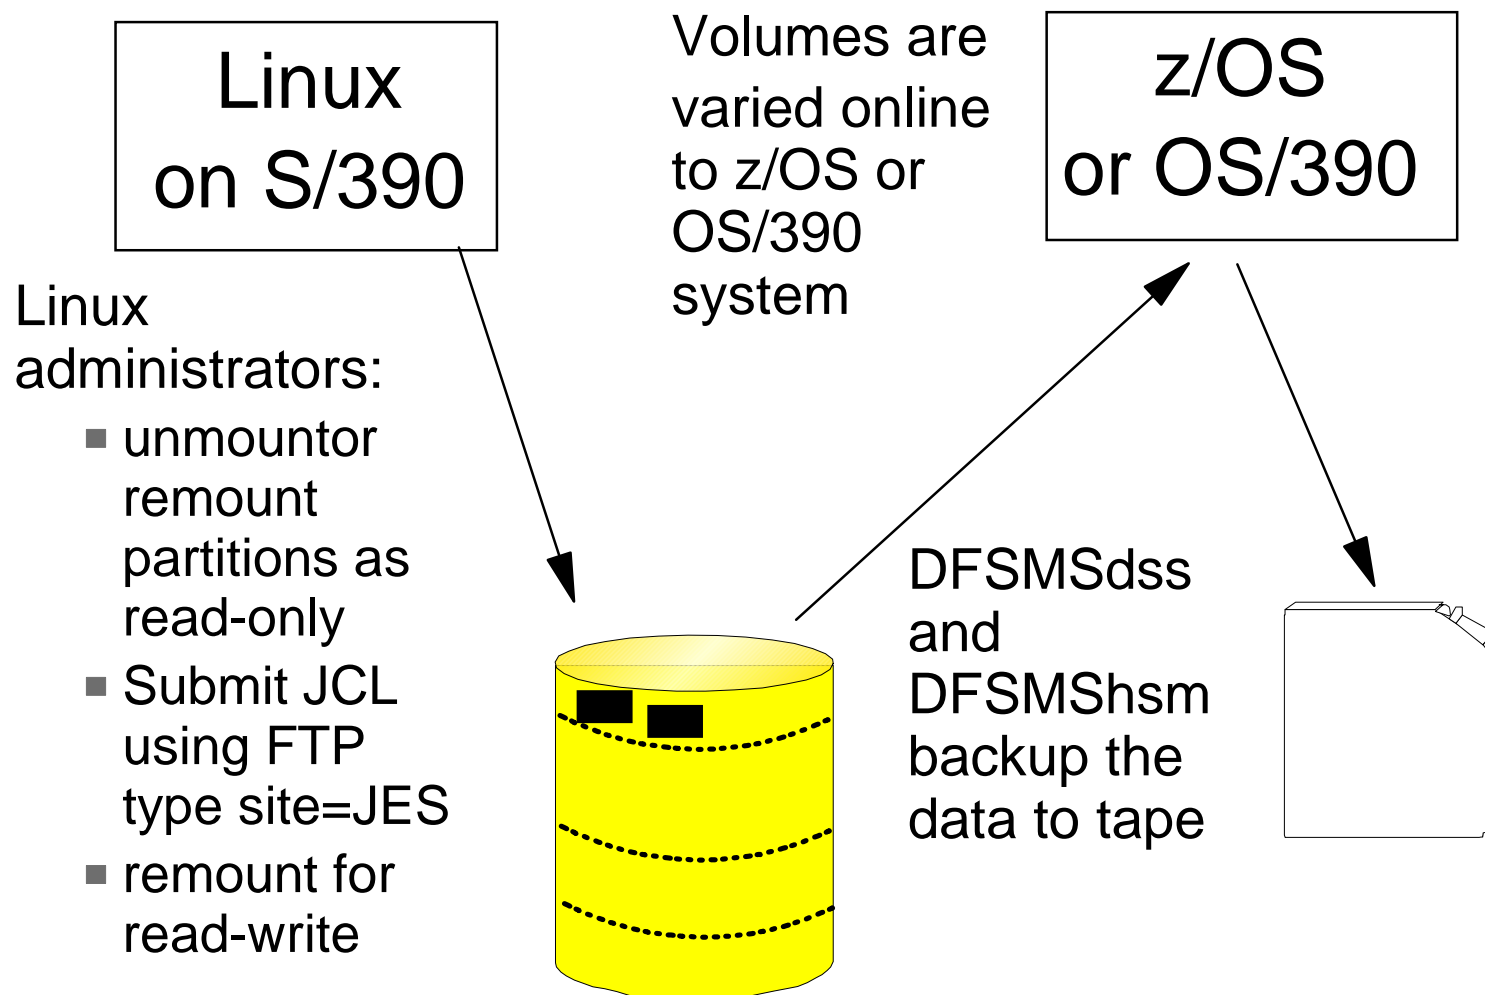 Linux
on S/390
Volumes are
varied online
to z/OS or
OS/390
system
z/OS
or OS/390
Linux
administrators:
unmountor
remount
partitions as
read-only
Submit JCL
using FTP
type site=JES
remount for
read-write
DFSMSdss
and
DFSMShsm
backup the
data to tape